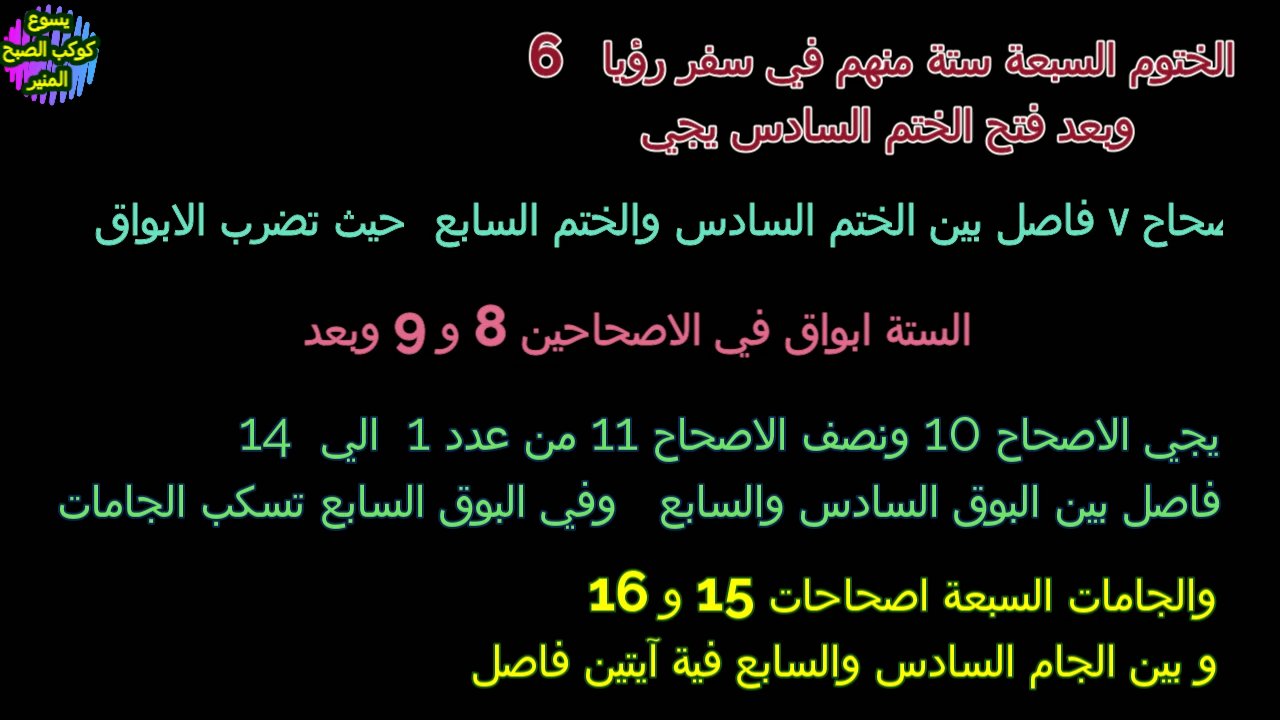 يسوع
كوكب الصبح
المنير
الختوم السبعة ستة منهم في سفر رؤيا 6
وبعد فتح الختم السادس يجي
صحاح ٧ فاصل بين الختم السادس والختم السابع حيث تضرب الابواق
الستة ابواق في الاصحاحين 8 و 9 وبعد
يجي الاصحاح 10 ونصف الاصحاح 11 من عدد 1 الي 14
فاصل بين البوق السادس والسابع وفي البوق السابع تسكب الجامات
والجامات السبعة اصحاحات 15 و 16
و بين الجام السادس والسابع فية آيتين فاصل